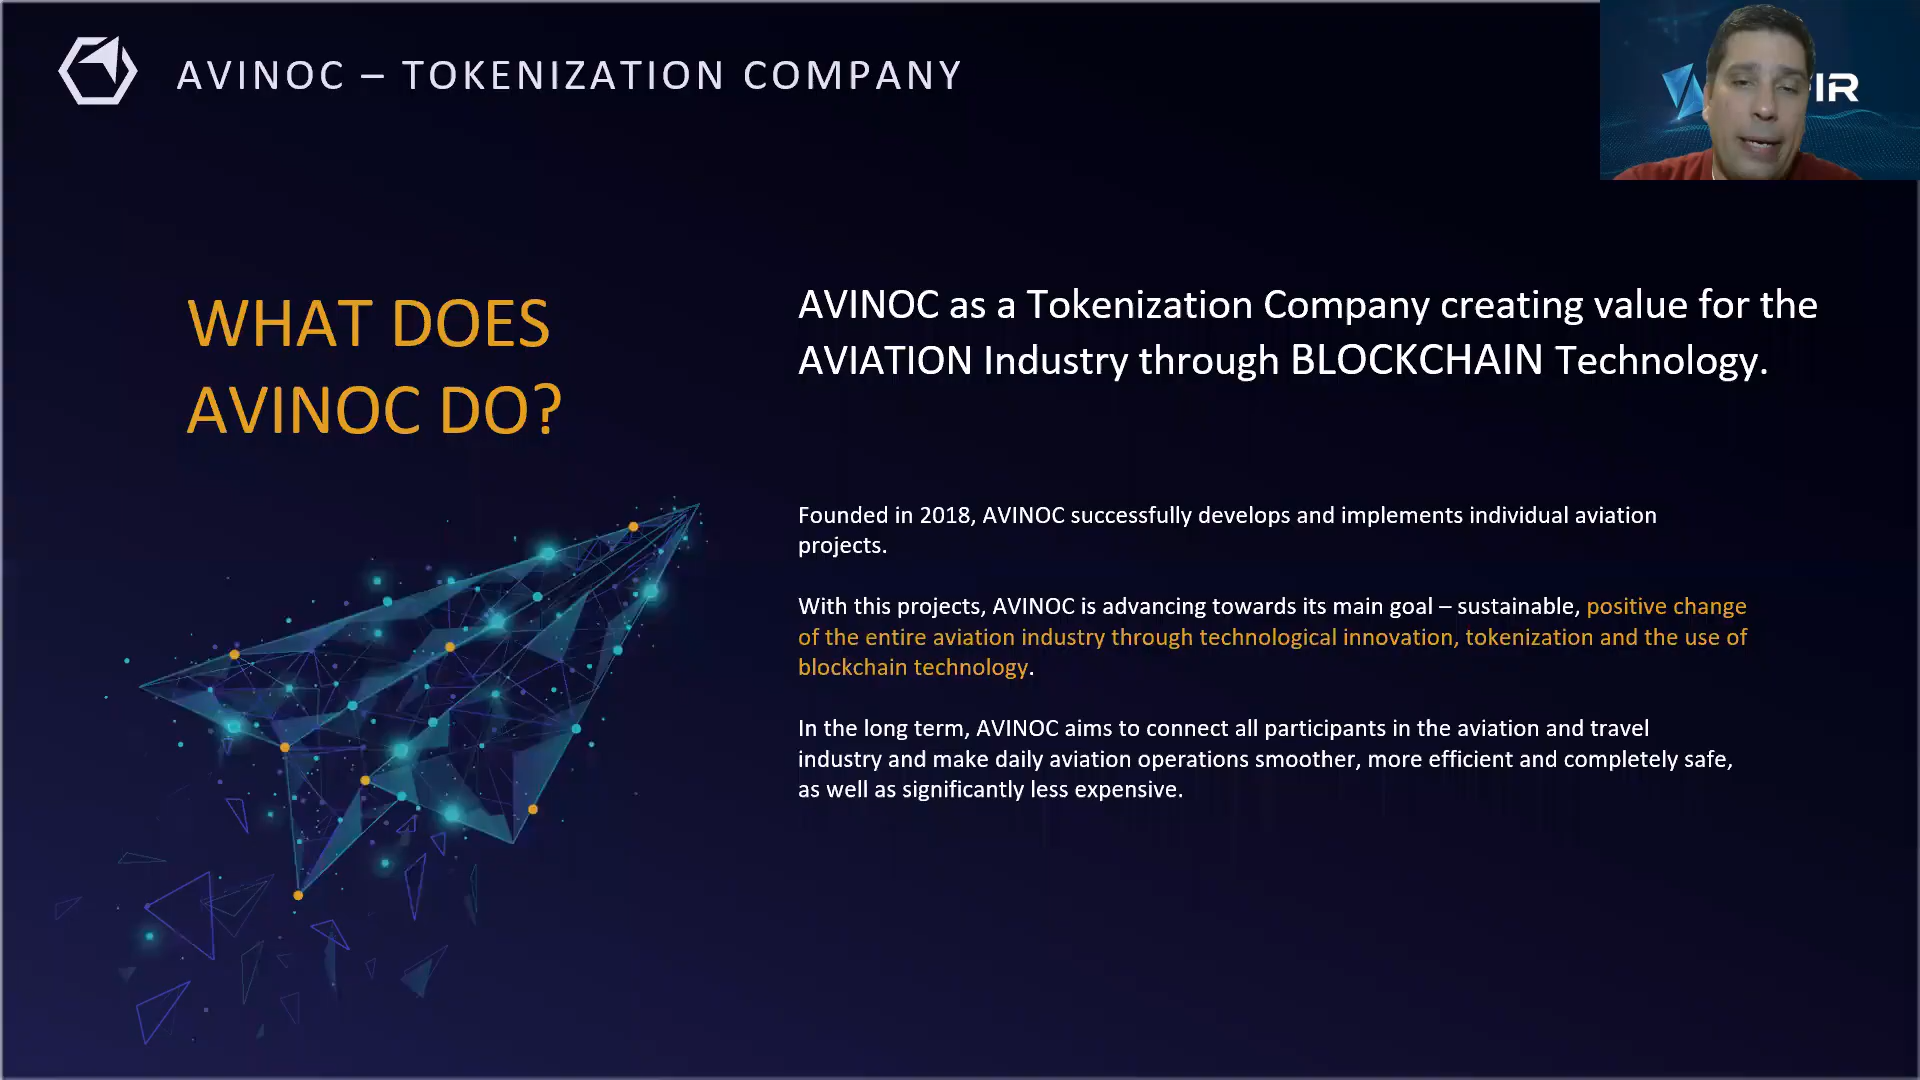 AVINOC – TOKENIZATION COMPANY
IR
WHAT DOES
AVINOC DO?
AVINOC as a Tokenization Company creating value for the
AVIATION Industry through BLOCKCHAIN Technology.
Founded in 2018, AVINOC successfully develops and implements individual aviation
projects.
With this projects, AVINOC is advancing towards its main goal – sustainable, positive change
of the entire aviation industry through technological innovation, tokenization and the use of
blockchain technology.
In the long term, AVINOC aims to connect all participants in the aviation and travel
industry and make daily aviation operations smoother, more efficient and completely safe,
as well as significantly less expensive.